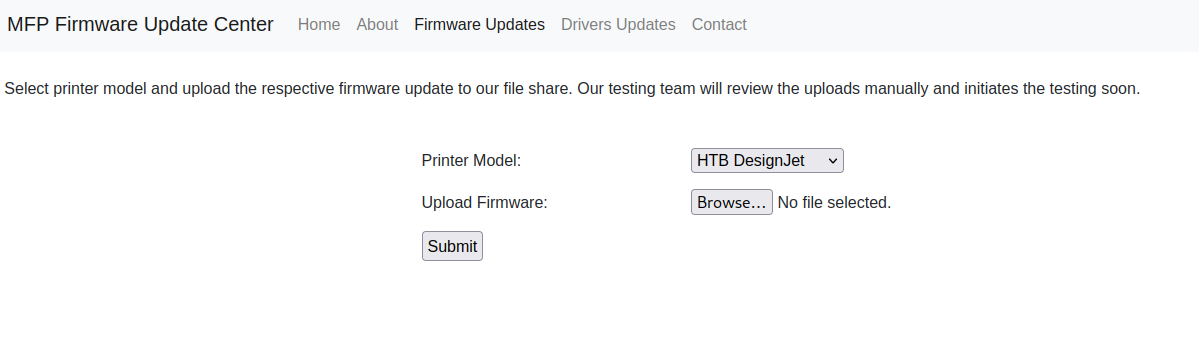 MFP Firmware Update Center Home About Firmware Updates Drivers Updates Contact
Select printer model and upload the respective firmware update to our file share. Our testing team will review the uploads manually and initiates the testing soon.
Printer Model: HTB DesignJet
Upload Firmware: Browse... No file selected.
Submit